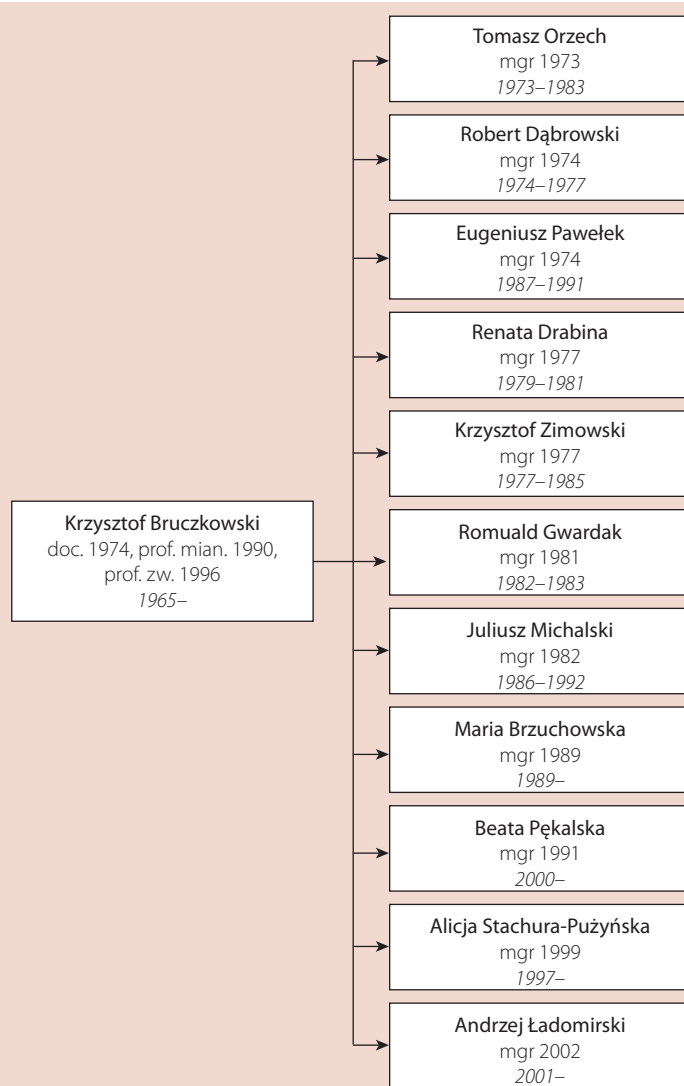 Tomasz Orzech
mgr 1973
1973–1983
Robert Dąbrowski
mgr 1974
1974–1977
Eugeniusz Pawełek
mgr 1974
1987–1991
Renata Drabina
mgr 1977
1979–1981
Krzysztof Zimowski
mgr 1977
1977–1985
Krzysztof Bruczkowski
doc. 1974, prof. mian. 1990,
prof. zw. 1996
1965–
Romuald Gwardak
mgr 1981
1982–1983
Juliusz Michalski
mgr 1982
1986–1992
Maria Brzuchowska
mgr 1989
1989–
Beata Pękalska
mgr 1991
2000–
Alicja Stachura-Pużyńska
mgr 1999
1997–
Andrzej Ładomirski
mgr 2002
2001–